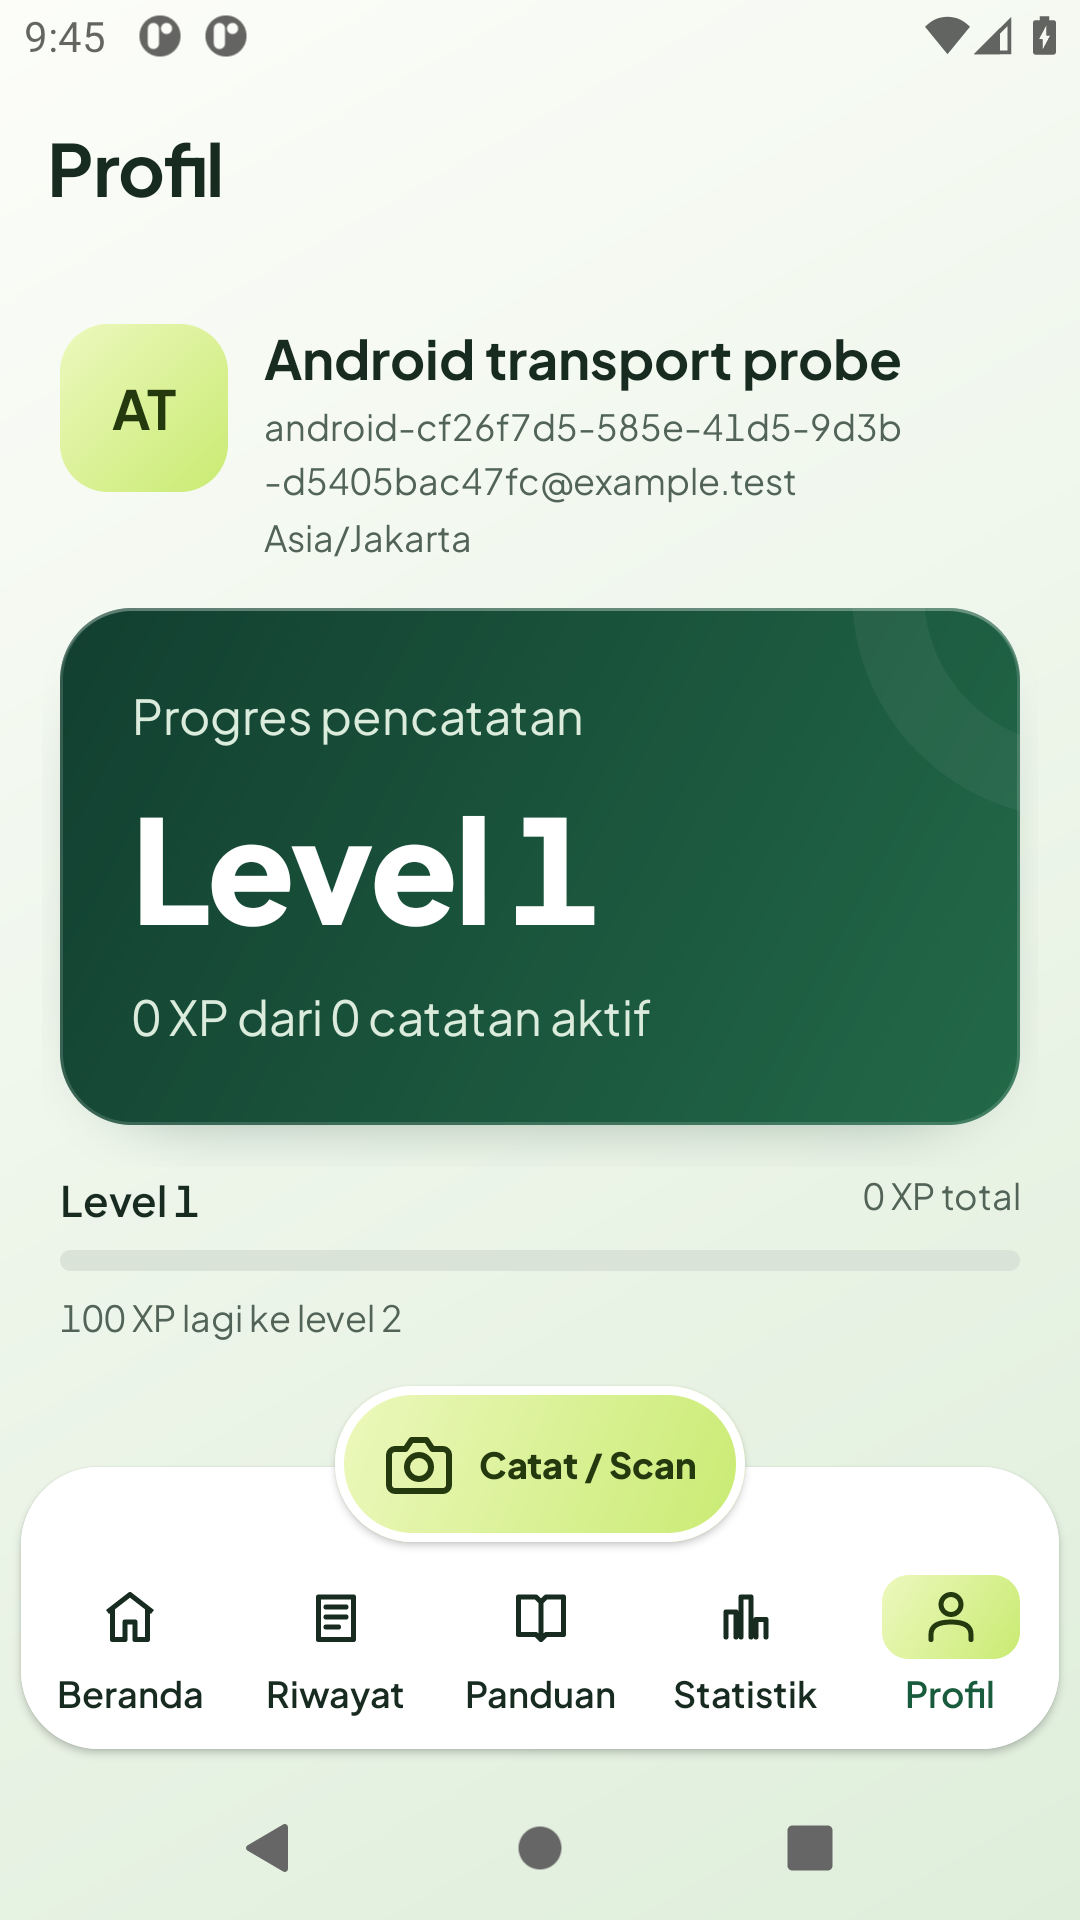 9:45
Profil
AT
Android transport probe
android-cf26f7d5-585e-41d5-9d3b
-d5405bac47fc@example.test
Asia/Jakarta
Progres pencatatan
Level 1
0 XP dari 0 catatan aktif
Level 1
0 XP total
100 XP lagi ke level 2
Catat / Scan
Beranda
Riwayat
Panduan
Statistik
Profil